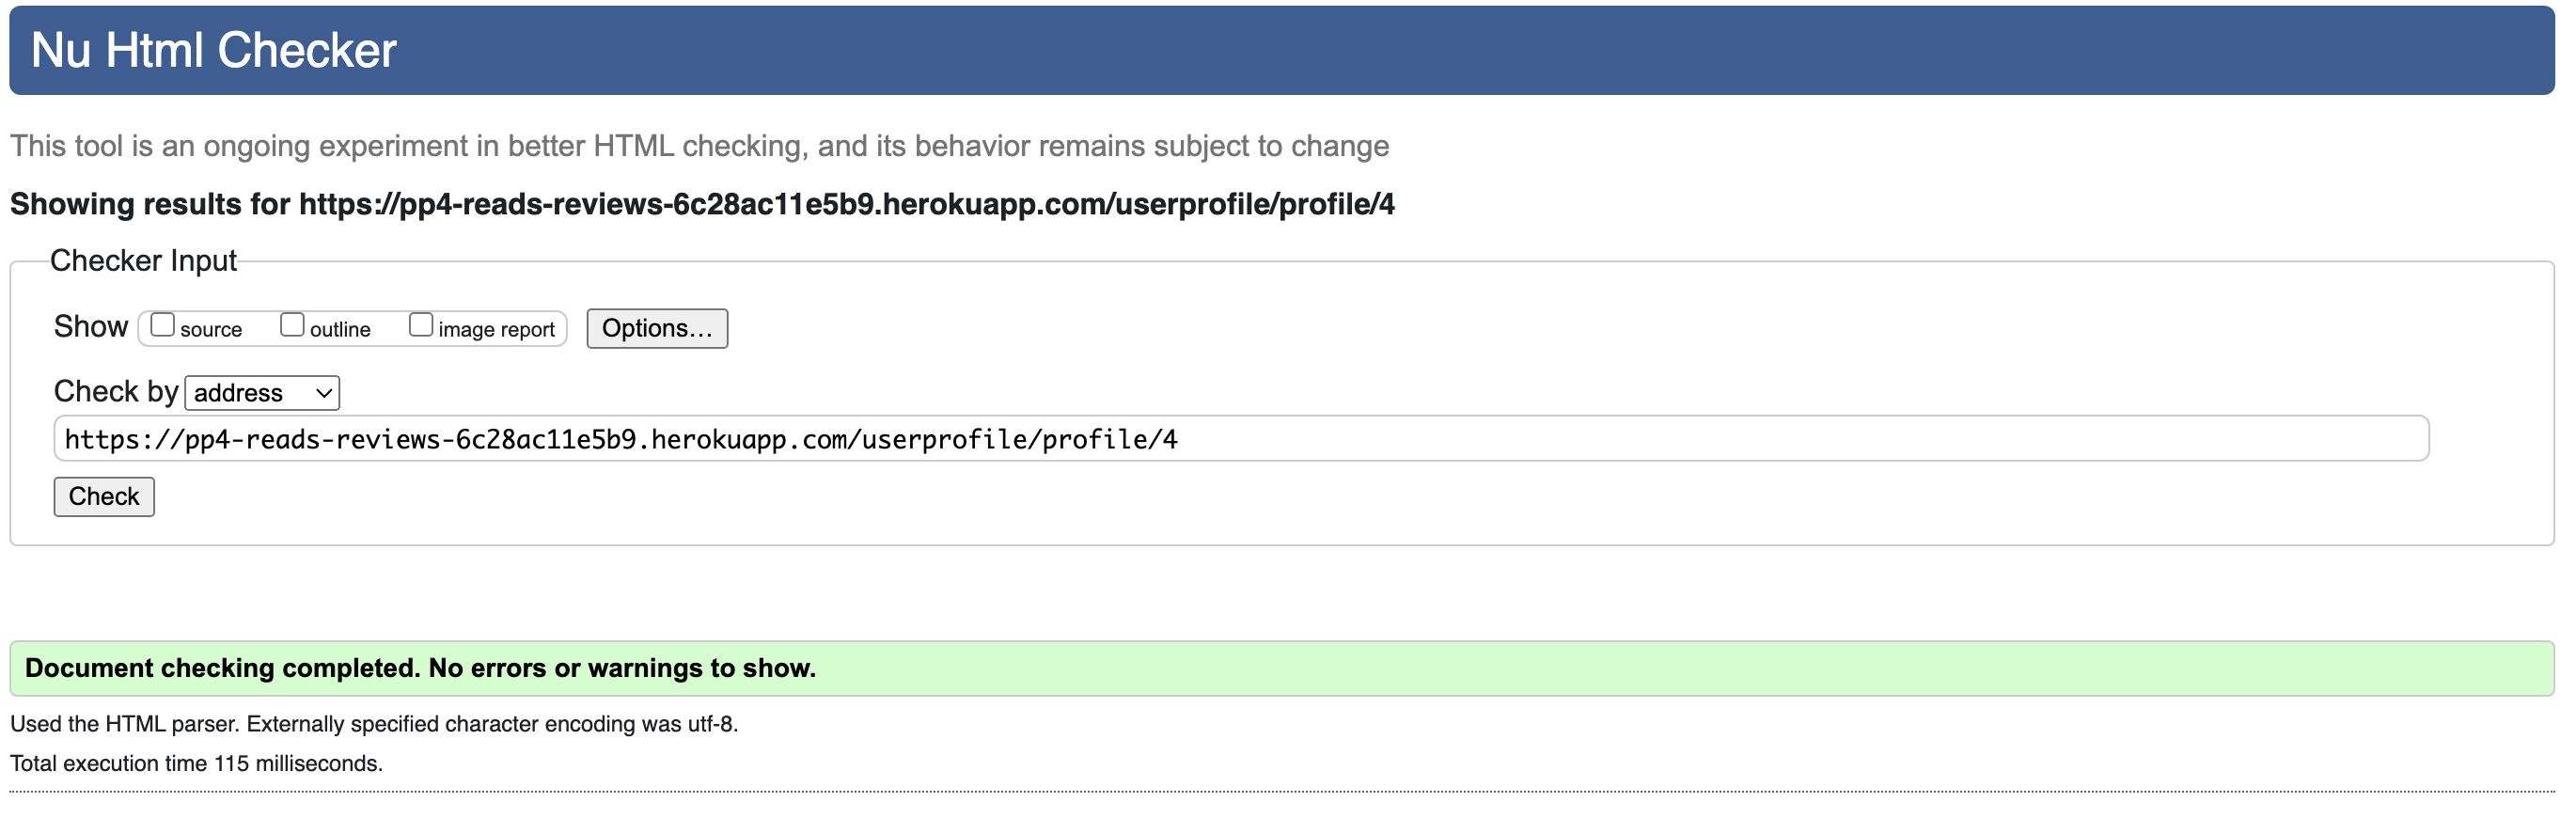 Nu Html Checker
This tool is an ongoing experiment in better HTML checking, and its behavior remains subject to change
Showing results for https://pp4-reads-reviews-6c28ac11e5b9.herokuapp.com/userprofile/profile/4
Checker Input
Show source outline image report Options...
Check by address
https://pp4-reads-reviews-6c28ac11e5b9.herokuapp.com/userprofile/profile/4
Check
Document checking completed. No errors or warnings to show.
Used the HTML parser. Externally specified character encoding was utf-8.
Total execution time 115 milliseconds.